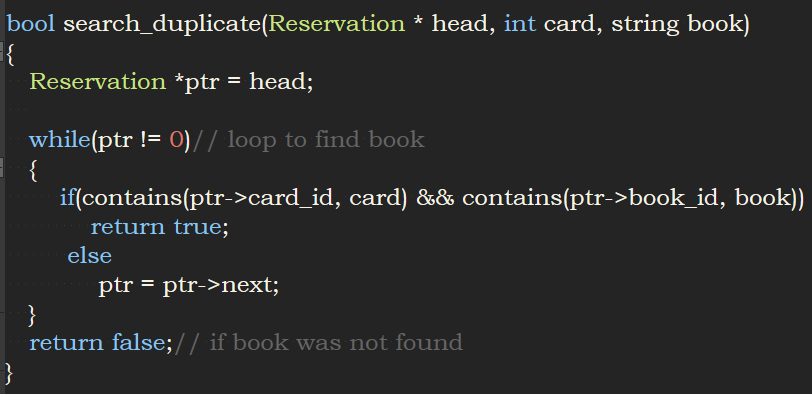 bool search_duplicate(Reservation * head, int card, string book)
{
Reservation *ptr = head;
while(ptr != 0)// loop to find book
{
if(contains(ptr->card_id, card) && contains(ptr->book_id, book))
return true;
else
ptr = ptr->next;
}
return false;// if book was not found
}